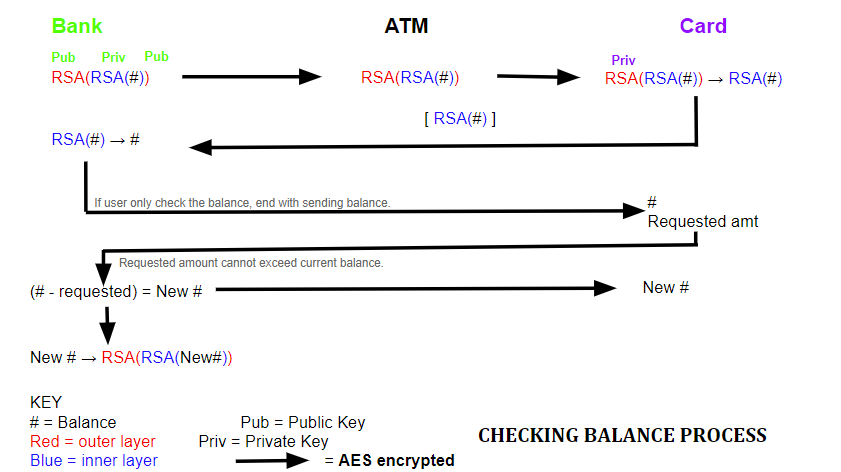 Bank ATM Card
Pub Priv Pub Priv
RSA(RSA(#)) RSA(RSA(#)) RSA(RSA(#)) → RSA(#)
[ RSA(#) ]
RSA(#) → #
If user only check the balance, end with sending balance.
#
Requested amt
Requested amount cannot exceed current balance.
(# - requested) = New # New #
New # → RSA(RSA(New#))
KEY
# = Balance Pub = Public Key
Red = outer layer Priv = Private Key
Blue = inner layer = AES encrypted
CHECKING BALANCE PROCESS